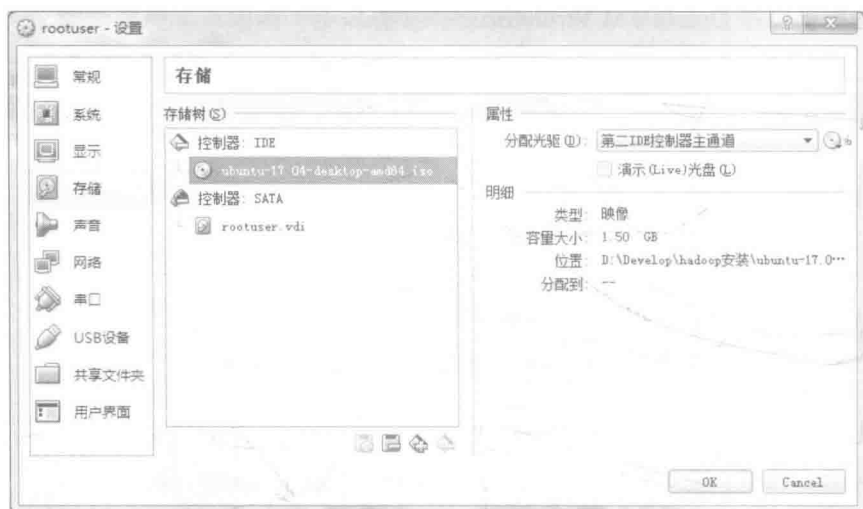 rootuser - 设置
常规
系统
显示
存储
声音
网络
串口
USB设备
共享文件夹
用户界面
存储
存储树(S)
控制器: IDE
ubuntu-17.04-desktop-amd64.iso
控制器: SATA
rootuser.vdi
属性
分配光驱(D): 第二IDE控制器主通道
演示(Live)光盘(L)
明细
类型: 映像
容量大小: 1.50 GB
位置: D:\Develop\hadoop安装\ubuntu-17.0…
分配到: --
OK
Cancel